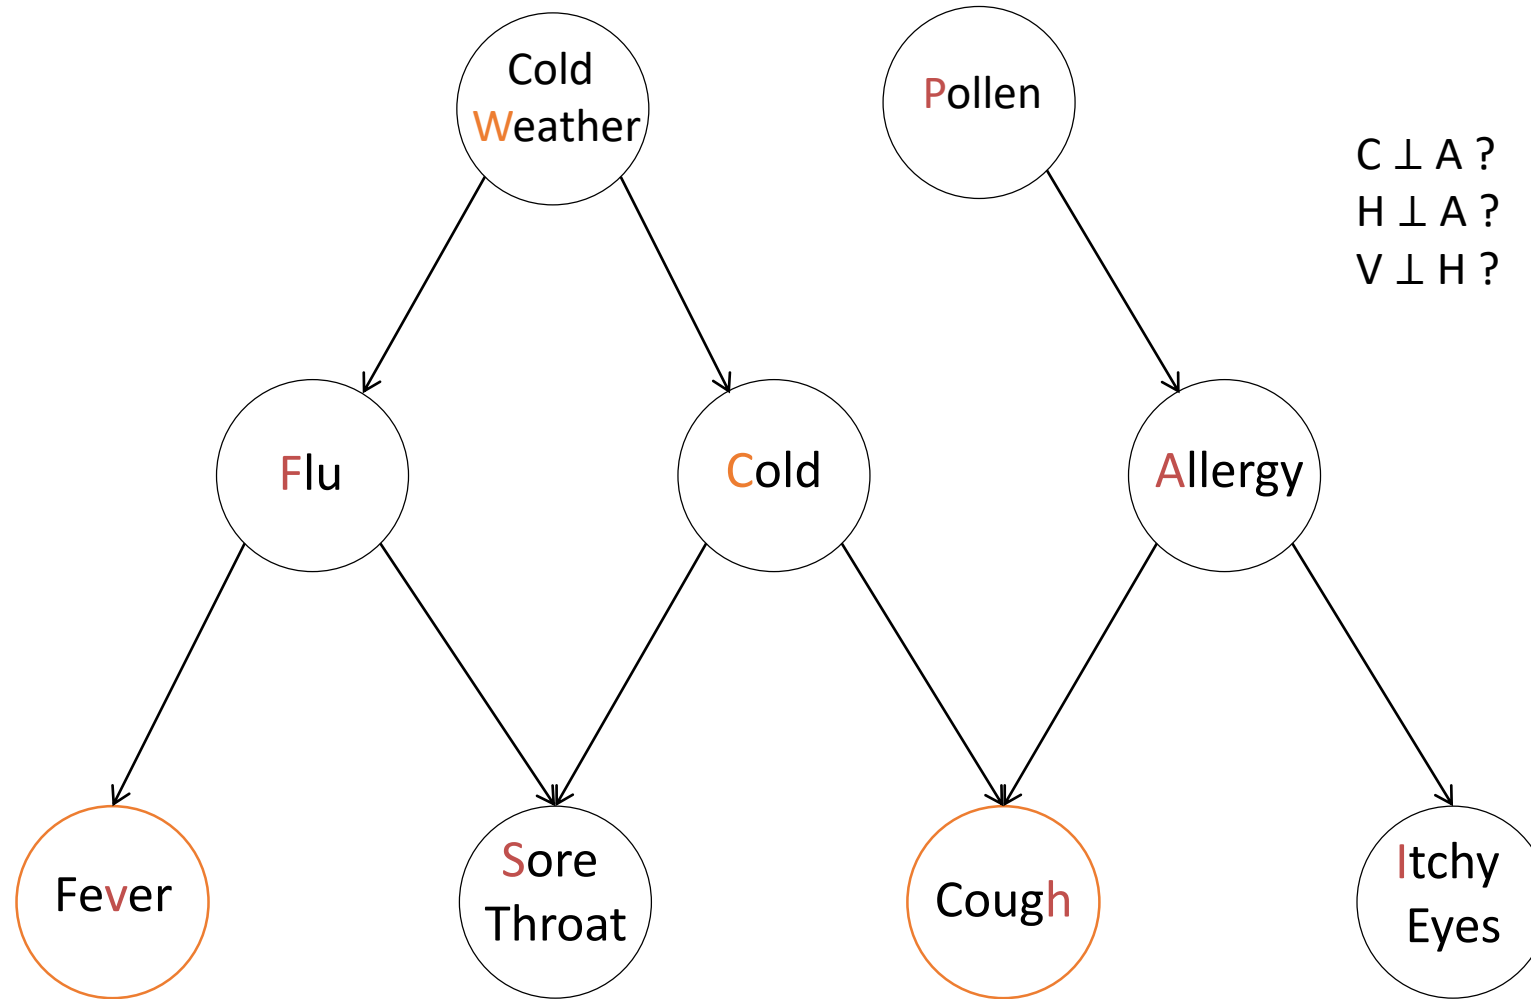 Cold
Weather
Pollen
C ⊥ A ?
H ⊥ A ?
V ⊥ H ?
Flu
Cold
Allergy
Fever
Sore
Throat
Cough
Itchy
Eyes